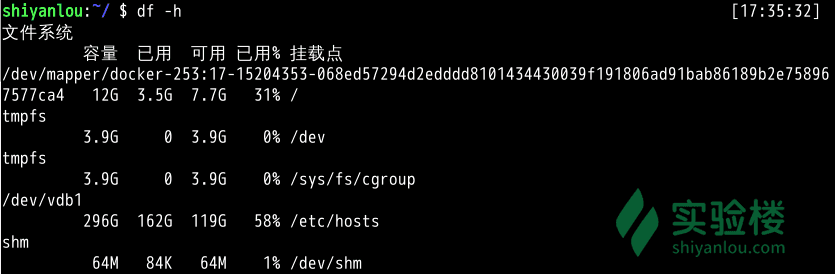 shiyanlou:~/ $ df -h [17:35:32]
文件系统
容量 已用 可用 已用% 挂载点
/dev/mapper/docker-253:17-15204353-068ed57294d2edddd8101434430039f191806ad91bab86189b2e75896
7577ca4 12G 3.5G 7.7G 31% /
tmpfs
3.9G 0 3.9G 0% /dev
tmpfs
3.9G 0 3.9G 0% /sys/fs/cgroup
/dev/vdb1
296G 162G 119G 58% /etc/hosts
shm
64M 84K 64M 1% /dev/shm
实验楼
shiyanlou.com